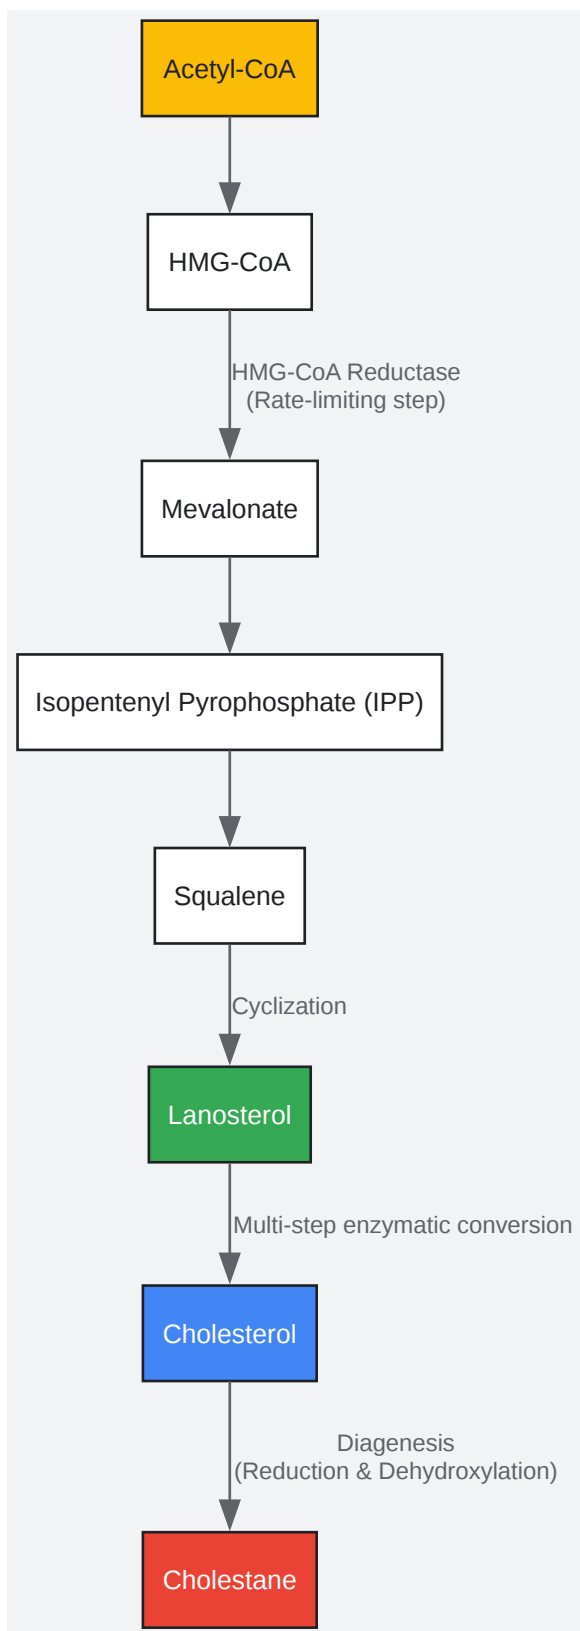 Acetyl-CoA
HMG-CoA
HMG-CoA Reductase
(Rate-limiting step)
Mevalonate
Isopentenyl Pyrophosphate (IPP)
Squalene
Cyclization
Lanosterol
Multi-step enzymatic conversion
Cholesterol
Diagenesis
(Reduction & Dehydroxylation)
Cholestane